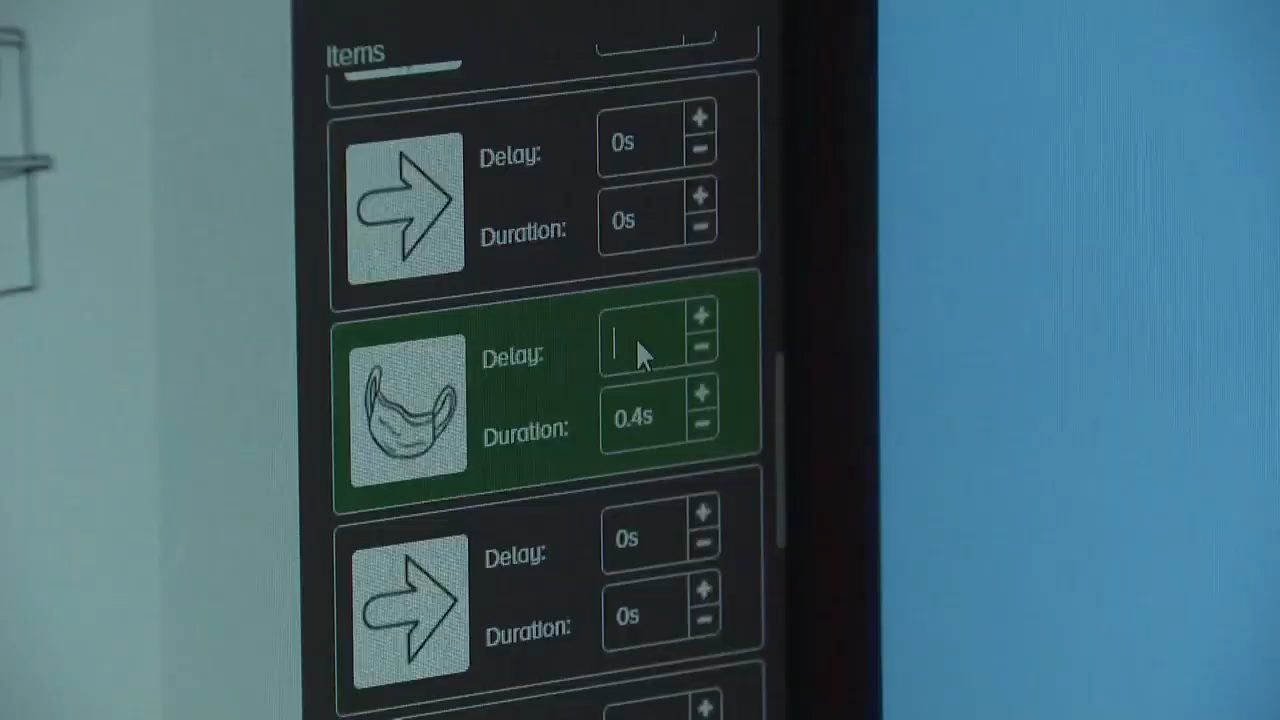 Items
Delay: 0s
Duration: 0s
Delay:
Duration: 0.4s
Delay: 0s
Duration: 0s